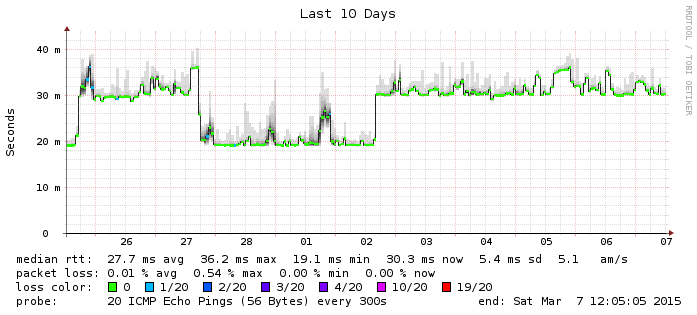 Last 10 Days
RRDTOOL / TOBI OETIKER
Seconds
40 m
30 m
20 m
10 m
0
26 27 28 01 02 03 04 05 06 07
median rtt: 27.7 ms avg 36.2 ms max 19.1 ms min 30.3 ms now 5.4 ms sd 5.1 am/s
packet loss: 0.01 % avg 0.54 % max 0.00 % min 0.00 % now
loss color: 0 1/20 2/20 3/20 4/20 10/20 19/20
probe: 20 ICMP Echo Pings (56 Bytes) every 300s end: Sat Mar 7 12:05:05 2015